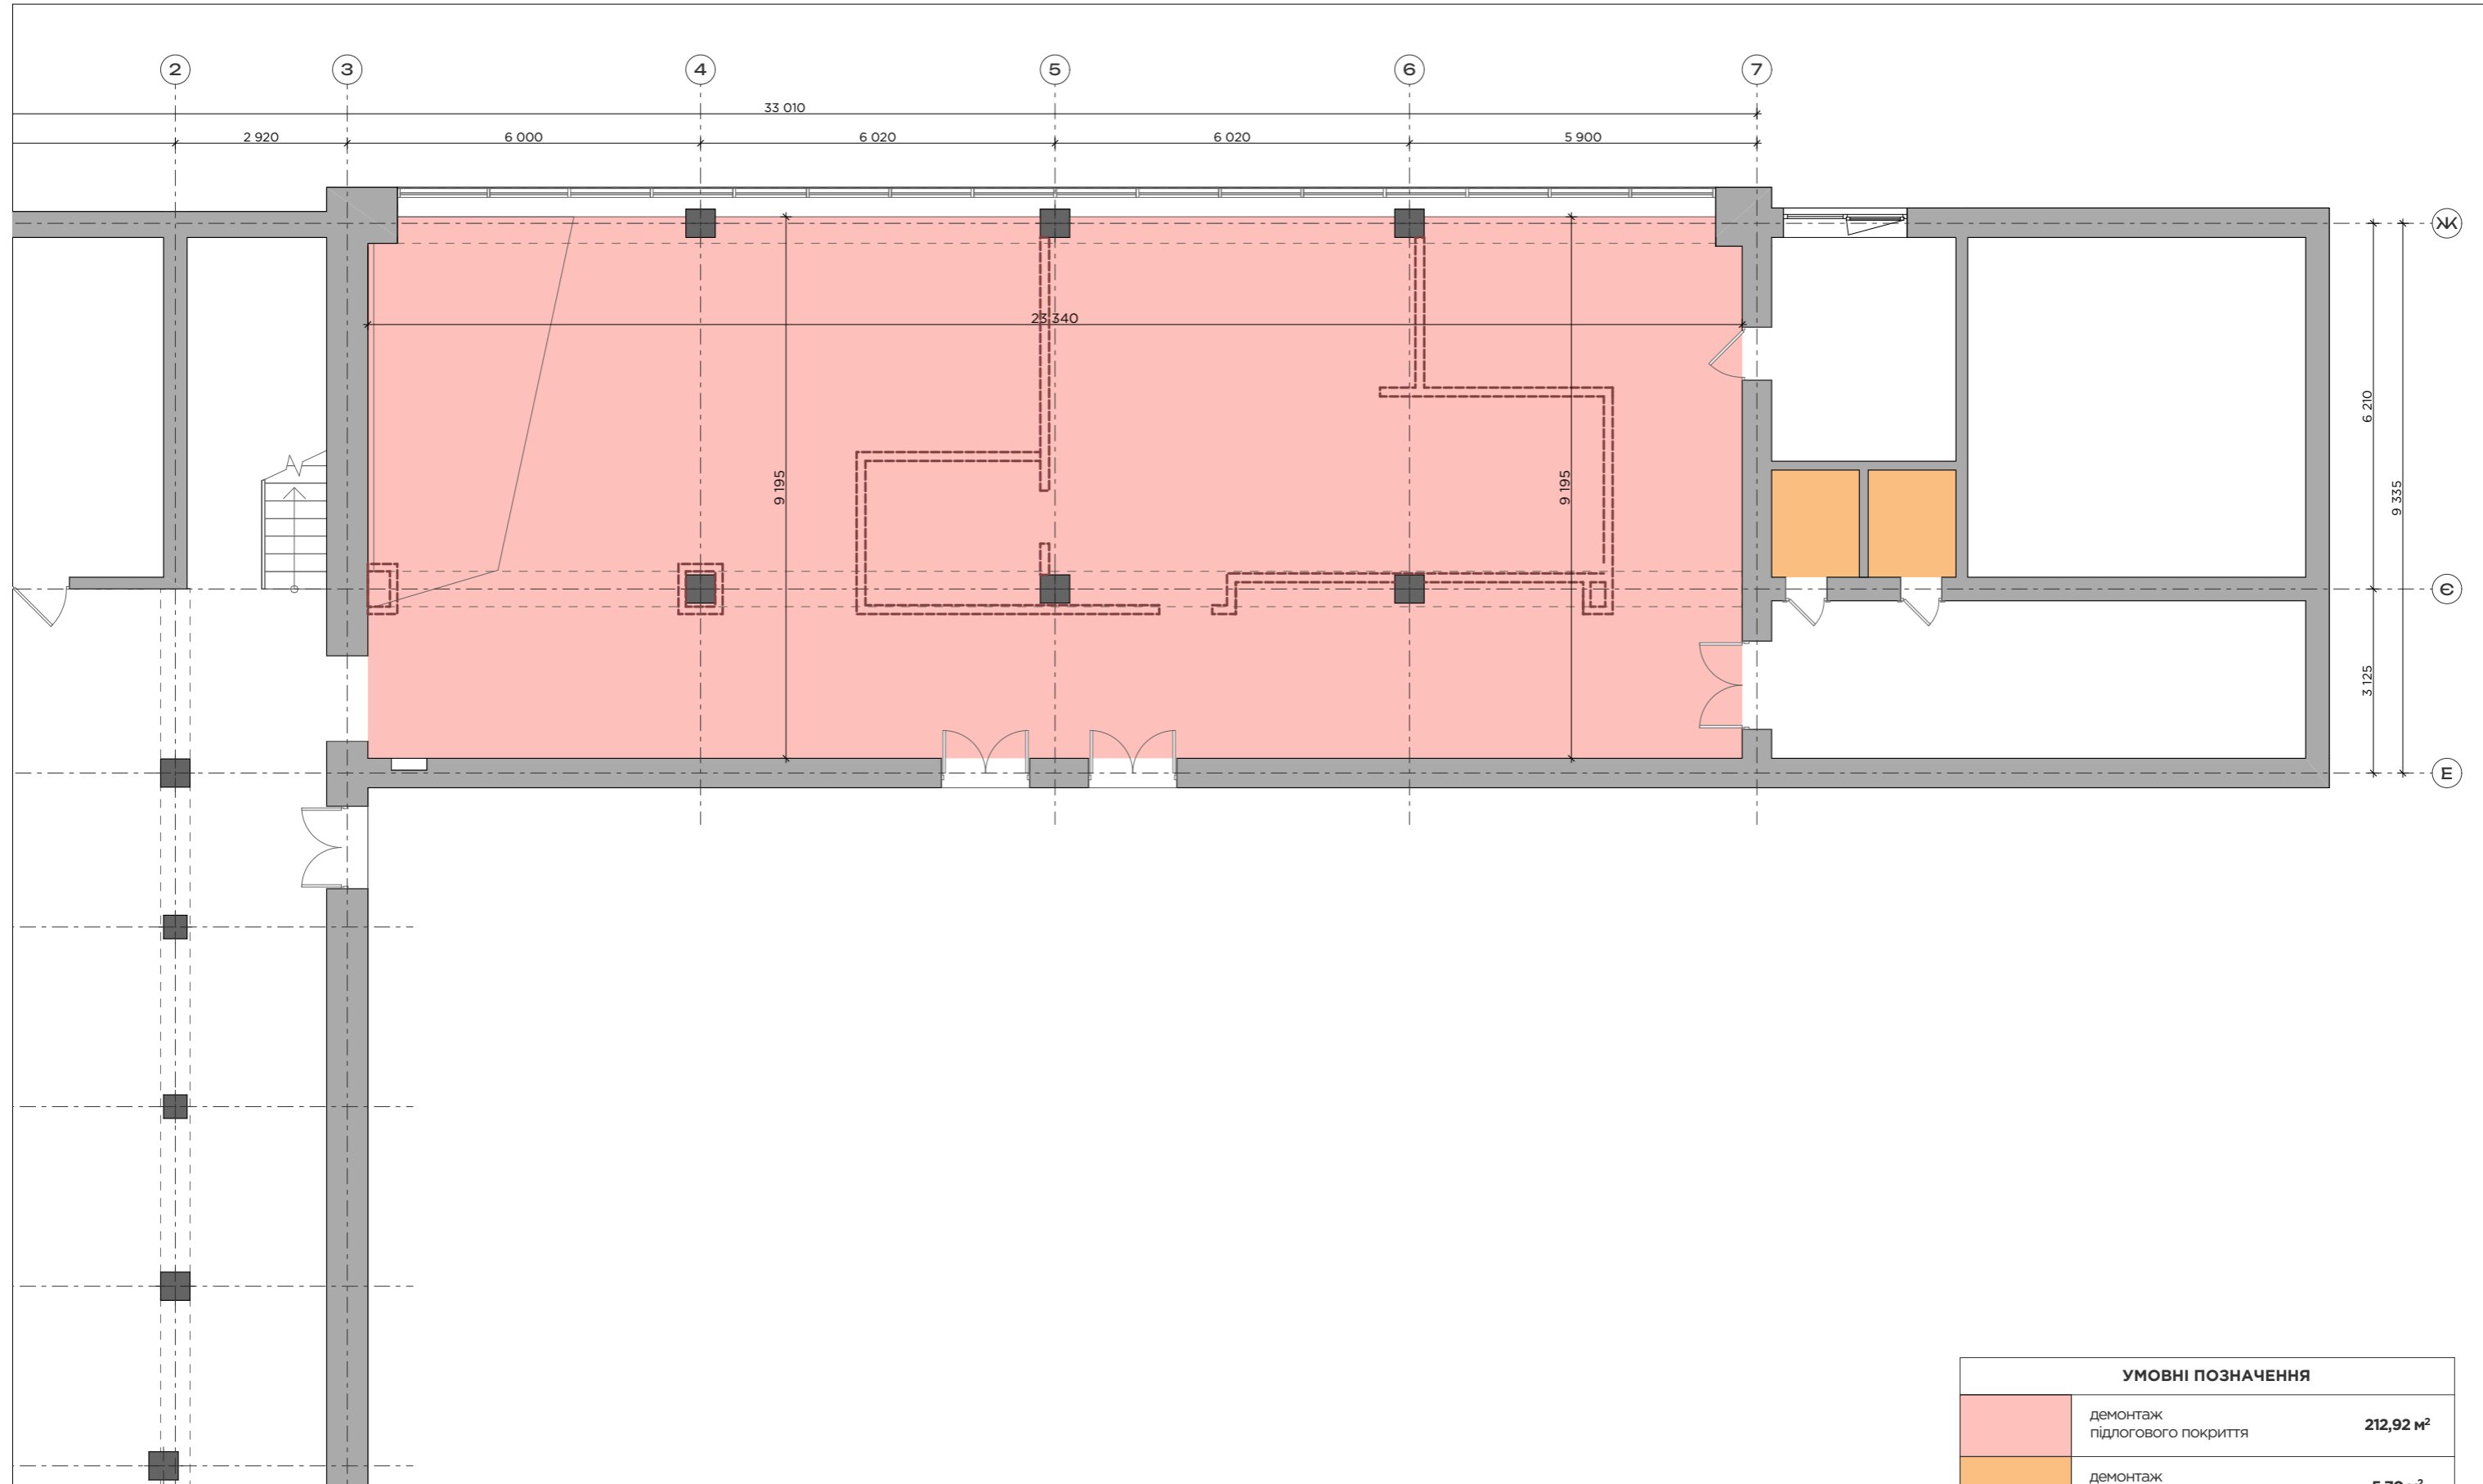 2 3 4 5 6 7
33 010
2 920 6 000 6 020 6 020 5 900
Ж
23 340
6 210
9 195 9 195
9 335
Є
3 125
Е
УМОВНІ ПОЗНАЧЕННЯ
демонтаж
підлогового покриття 212,92 м²
демонтаж